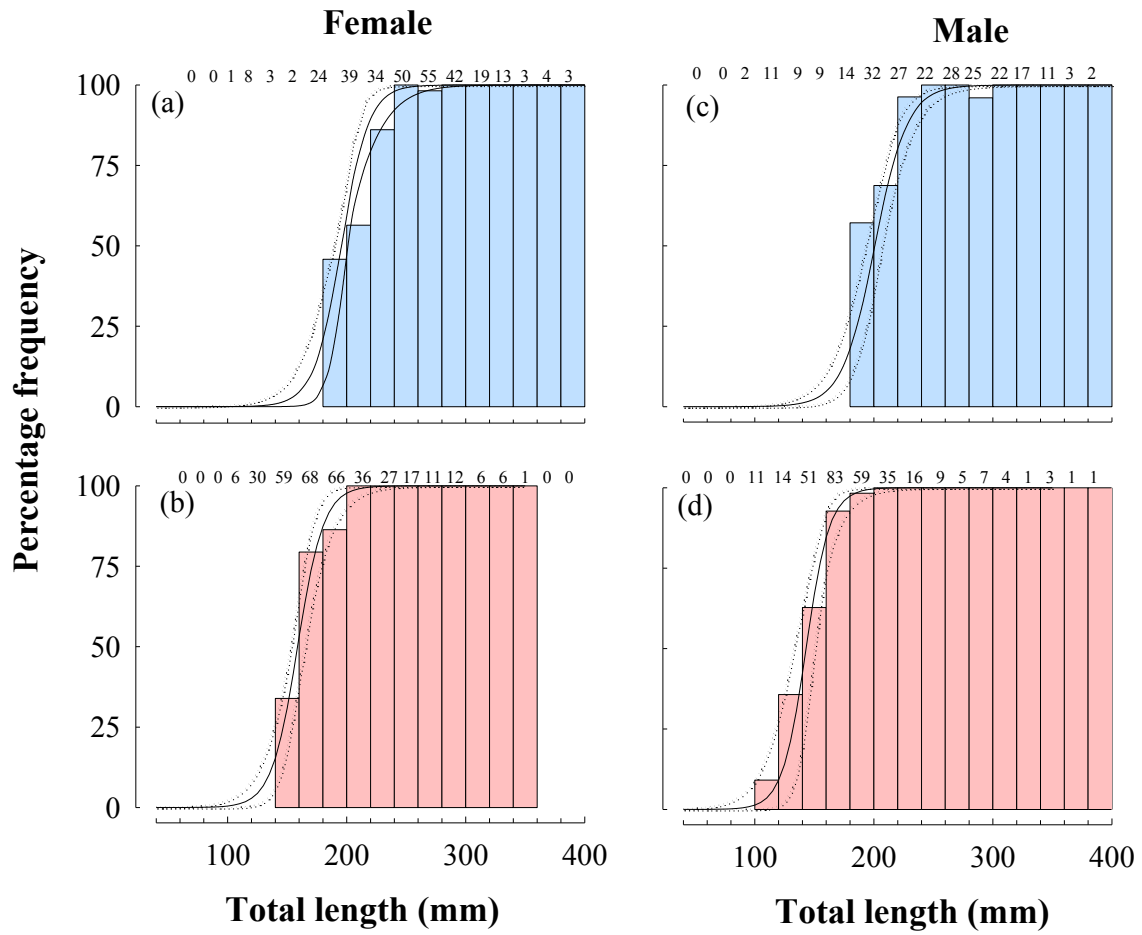 Female
Male
0 0 1 8 3 2 24 39 34 50 55 42 19 13 3 4 3
0 0 2 11 9 9 14 32 27 22 28 25 22 17 11 3 2
100
(a)
(c)
75
50
25
0
0 0 0 6 30 59 68 66 36 27 17 11 12 6 6 1 0 0
0 0 0 11 14 51 83 59 35 16 9 5 7 4 1 3 1 1
100
(b)
(d)
75
50
25
0
100 200 300 400
100 200 300 400
Total length (mm)
Total length (mm)
Percentage frequency